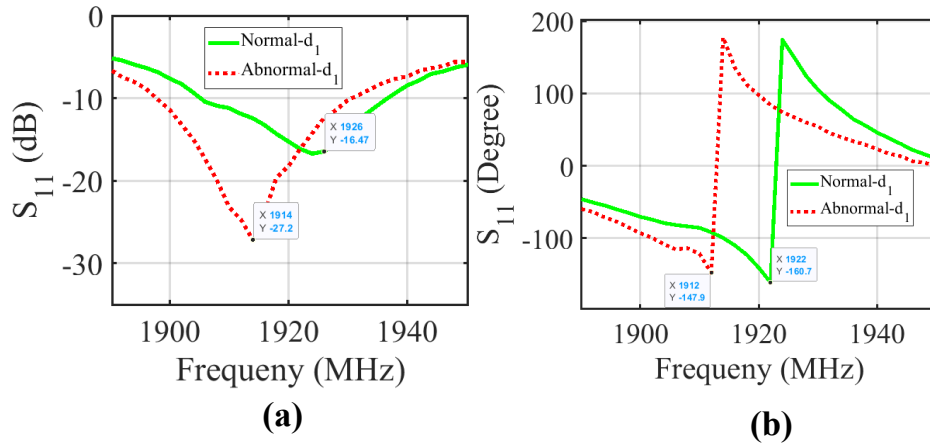 (a)
0
-10
-20
-30
S11 (dB)
Normal-d1
Abnormal-d1
X 1926
Y -16.47
X 1914
Y -27.2
1900
1920
1940
Frequeny (MHz)
(a)
200
100
0
-100
S11 (Degree)
Normal-d1
Abnormal-d1
X 1912
Y -147.9
X 1922
Y -160.7
1900
1920
1940
Frequeny (MHz)
(b)